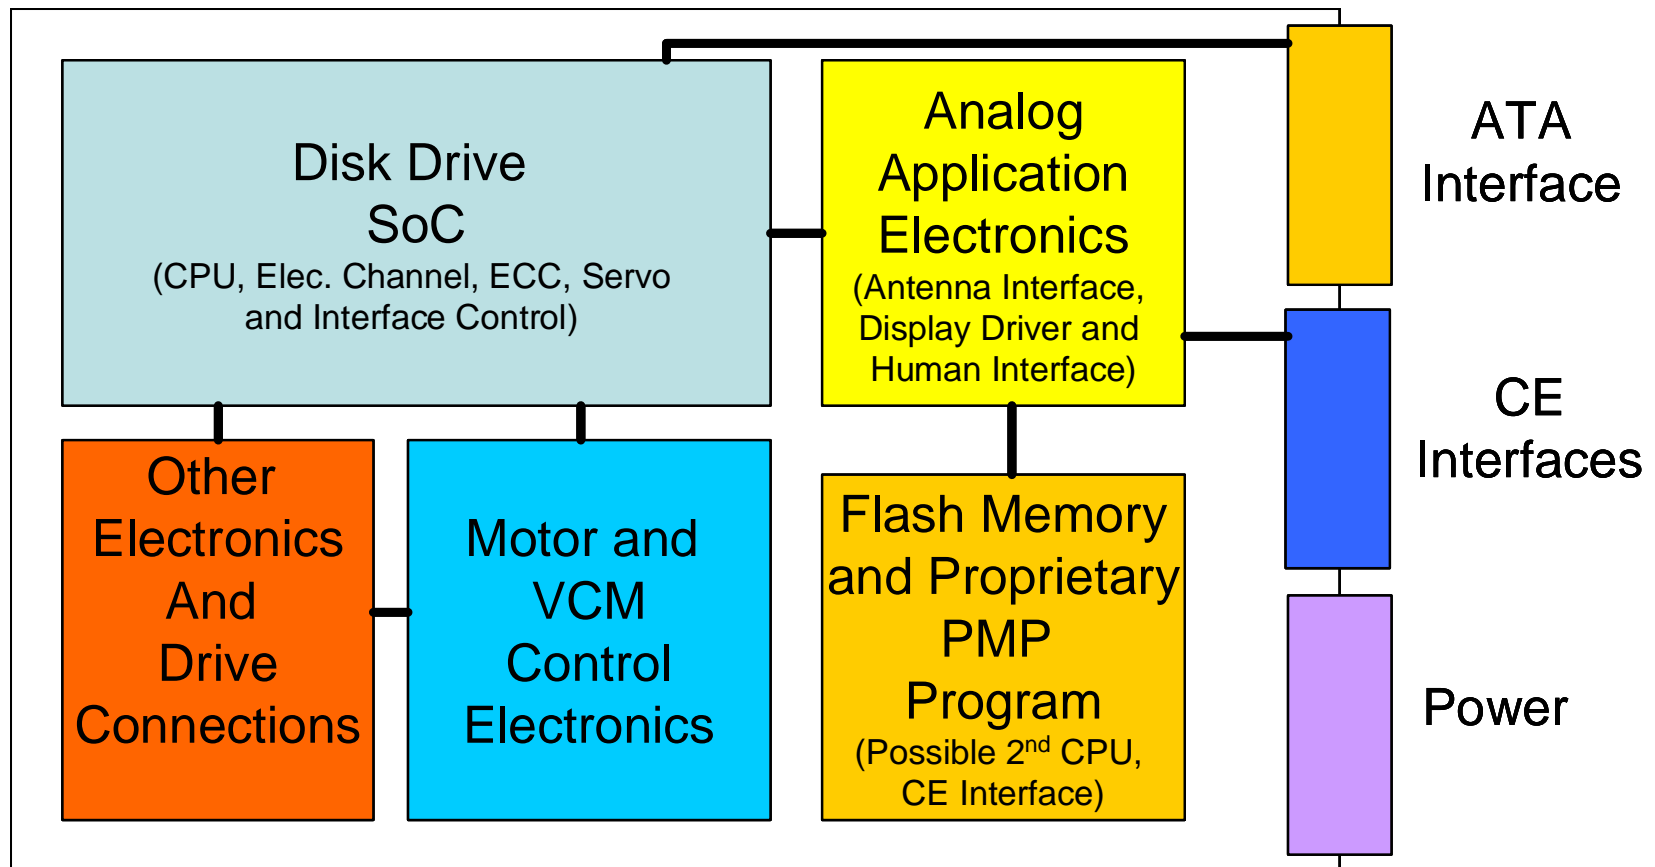 Disk Drive
SoC
(CPU, Elec. Channel, ECC, Servo
and Interface Control)
Analog
Application
Electronics
(Antenna Interface,
Display Driver and
Human Interface)
ATA
Interface
CE
Interfaces
Other
Electronics
And
Drive
Connections
Motor and
VCM
Control
Electronics
Flash Memory
and Proprietary
PMP
Program
(Possible 2nd CPU,
CE Interface)
Power